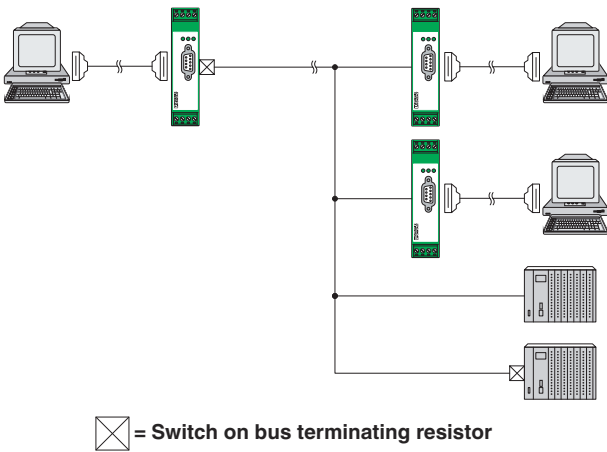 = Switch on bus terminating resistor